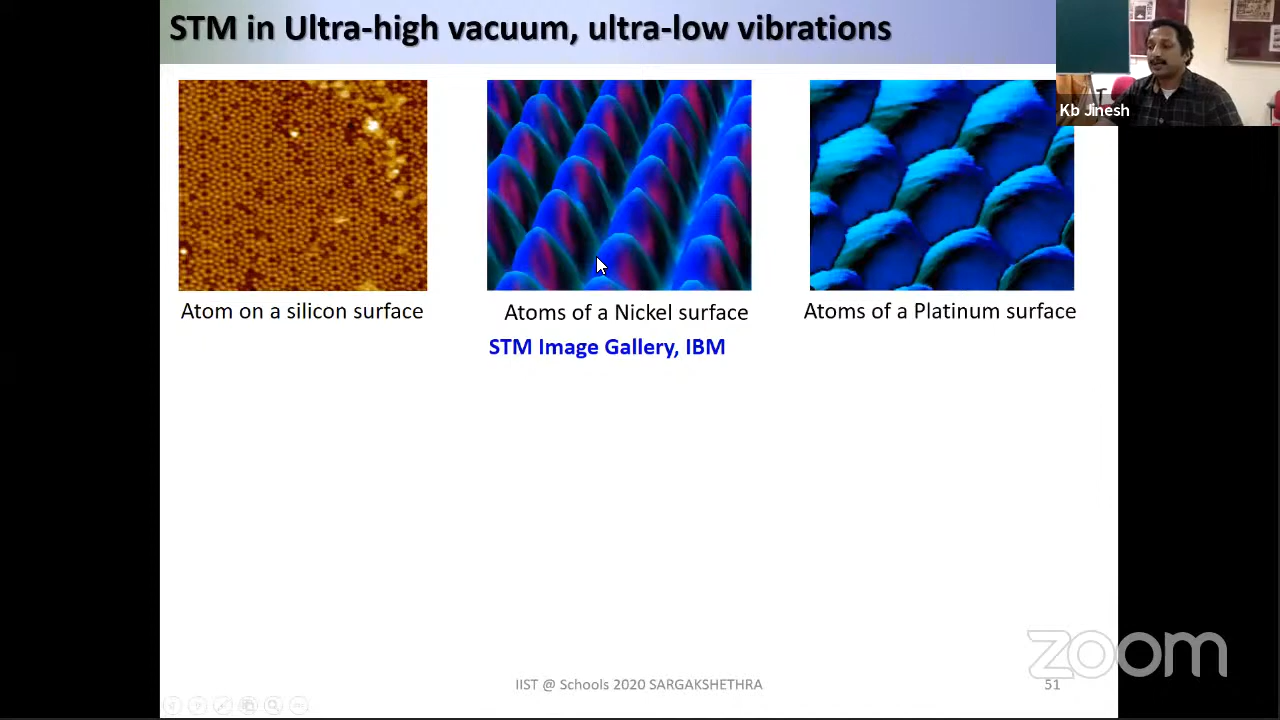 STM in Ultra-high vacuum, ultra-low vibrations
Kb Jinesh
Atom on a silicon surface
Atoms of a Nickel surface
Atoms of a Platinum surface
STM Image Gallery, IBM
zoom
IIST @ Schools 2020 SARGAKSHETHRA
51